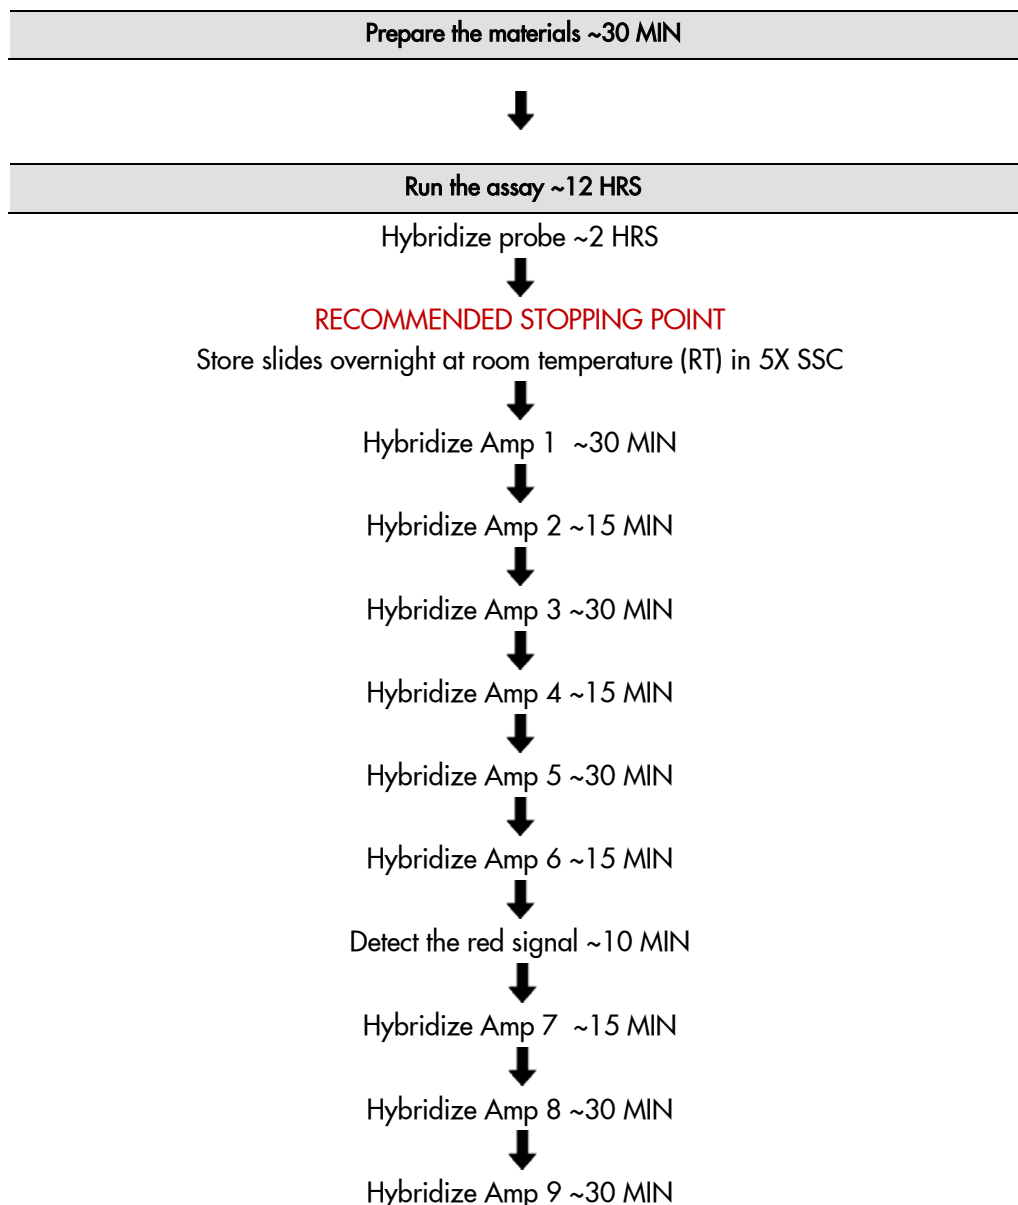 Prepare the materials ~30 MIN
Run the assay ~12 HRS
Hybridize probe ~2 HRS
RECOMMENDED STOPPING POINT
Store slides overnight at room temperature (RT) in 5X SSC
Hybridize Amp 1 ~30 MIN
Hybridize Amp 2 ~15 MIN
Hybridize Amp 3 ~30 MIN
Hybridize Amp 4 ~15 MIN
Hybridize Amp 5 ~30 MIN
Hybridize Amp 6 ~15 MIN
Detect the red signal ~10 MIN
Hybridize Amp 7 ~15 MIN
Hybridize Amp 8 ~30 MIN
Hybridize Amp 9 ~30 MIN